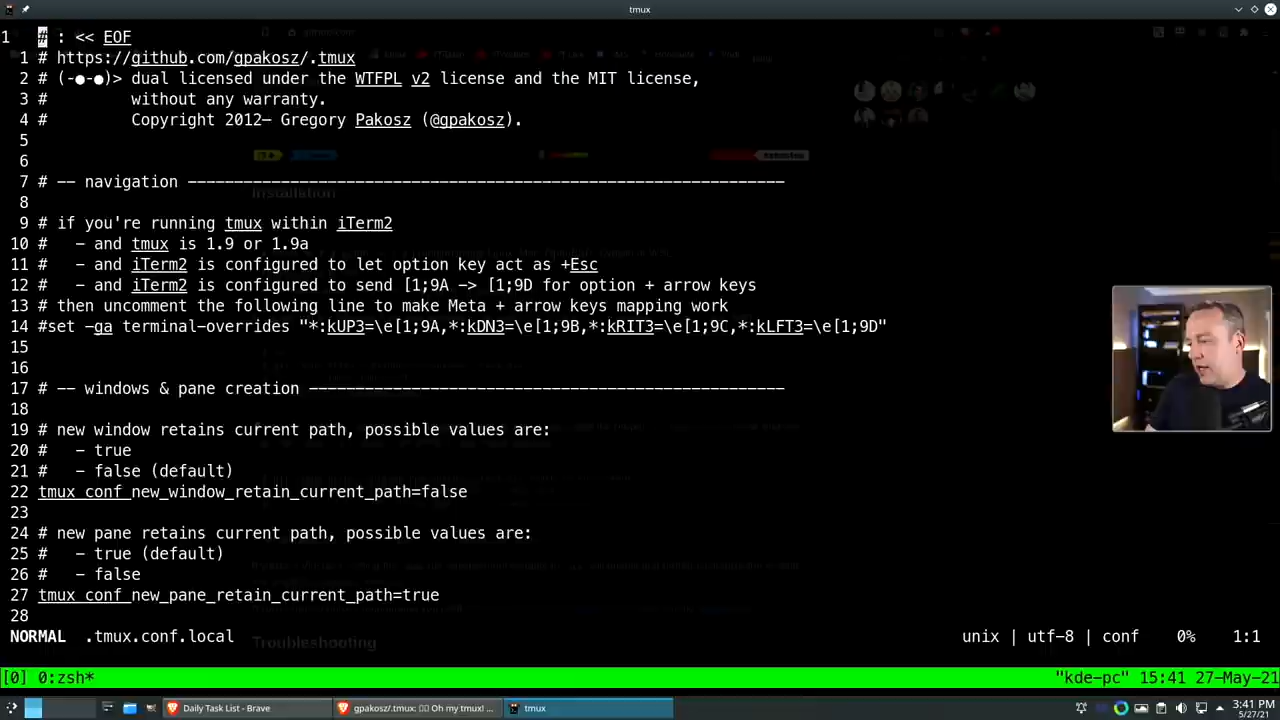 tmux
1 # : << EOF
1 # https://github.com/gpakosz/.tmux
2 # (‑●‑●)> dual licensed under the WTFPL v2 license and the MIT license,
3 #         without any warranty.
4 #         Copyright 2012— Gregory Pakosz (@gpakosz).
5
6
7 # -- navigation ----------------------------------------------------------------
8
9 # if you're running tmux within iTerm2
10 #   - and tmux is 1.9 or 1.9a
11 #   - and iTerm2 is configured to let option key act as +Esc
12 #   - and iTerm2 is configured to send [1;9A -> [1;9D for option + arrow keys
13 # then uncomment the following line to make Meta + arrow keys mapping work
14 #set -ga terminal-overrides "*:kUP3=\e[1;9A,*:kDN3=\e[1;9B,*:kRIT3=\e[1;9C,*:kLFT3=\e[1;9D"
15
16
17 # -- windows & pane creation ---------------------------------------------------
18
19 # new window retains current path, possible values are:
20 #   - true
21 #   - false (default)
22 tmux_conf_new_window_retain_current_path=false
23
24 # new pane retains current path, possible values are:
25 #   - true (default)
26 #   - false
27 tmux_conf_new_pane_retain_current_path=true
28
Installation
Troubleshooting
NORMAL .tmux.conf.local unix | utf-8 | conf 0% 1:1
[0] 0:zsh* "kde-pc" 15:41 27-May-21
Daily Task List - Brave gpakosz/.tmux: Oh my tmux! ... tmux 3:41 PM
5/27/21